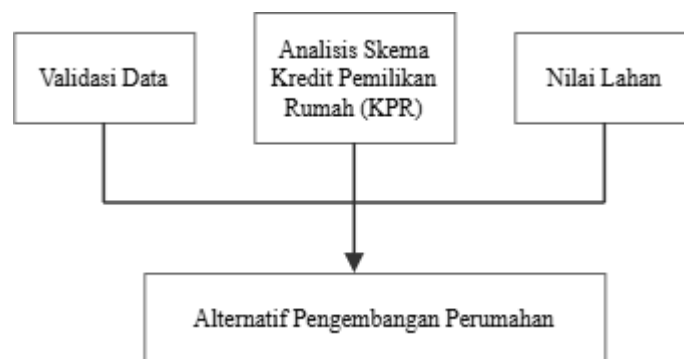 Validasi Data
Analisis Skema
Kredit Pemilikan
Rumah (KPR)
Nilai Lahan
Alternatif Pengembangan Perumahan